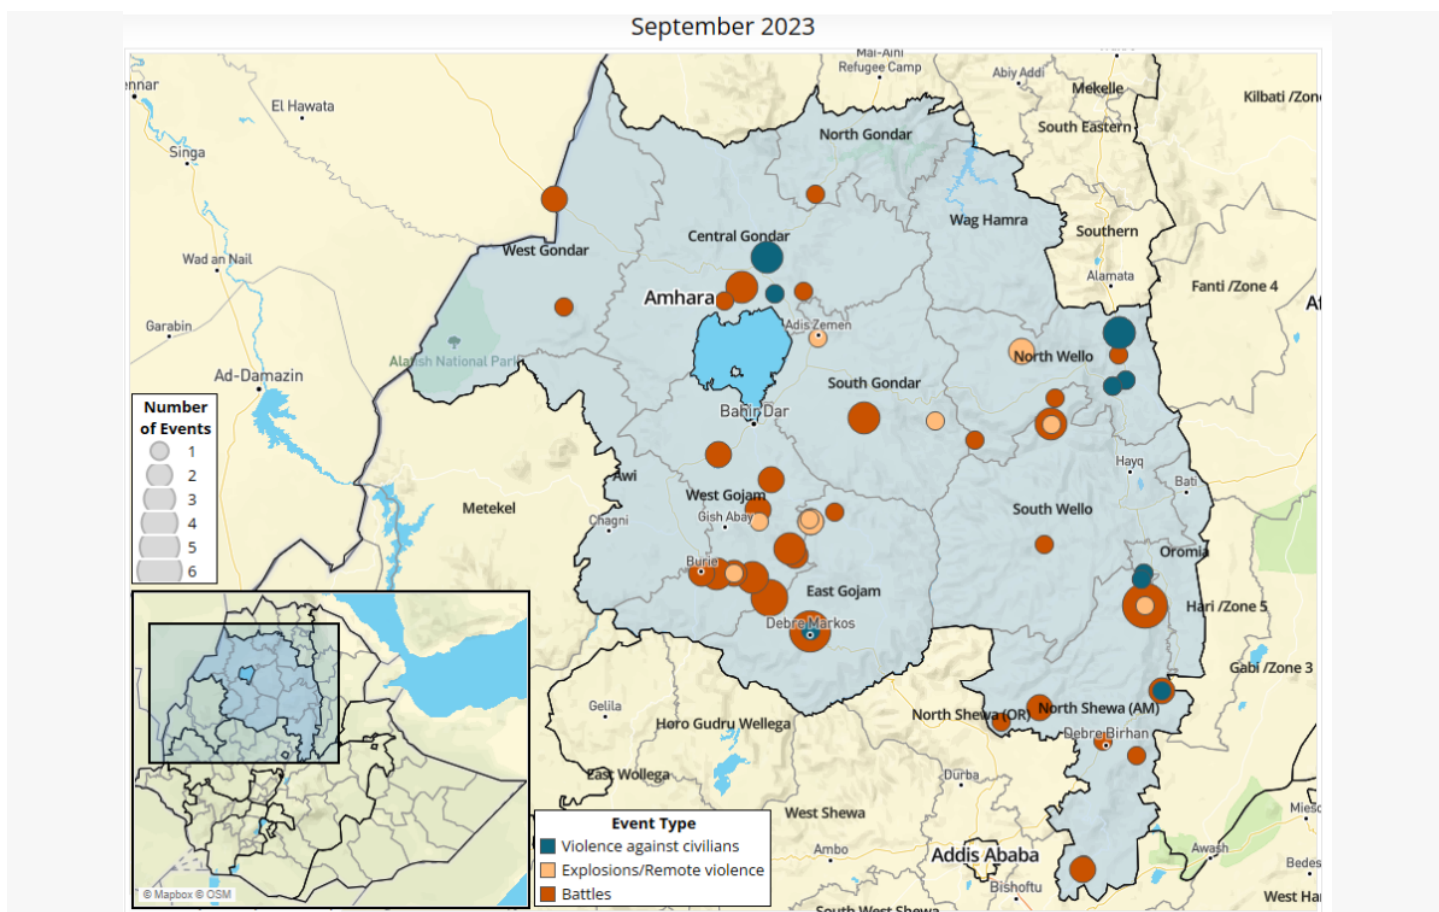 September 2023
Mai-Aini
Refugee Camp
Abiy Addi
Mekelle
Kilbati /Zone
ennar
El Hawata
South Eastern
North Gondar
Singa
Wag Hamra
Southern
Central Gondar
West Gondar
Wad an Nail
Alamata
Fanti /Zone 4
Amhara
Af
Garabin
Adis Zemen
North Wello
Alatish National Park
Ad-Damazin
South Gondar
Bahir Dar
Number
of Events
1
2
3
4
5
6
Hayq
Awi
Bati
West Gojam
Metekel
South Wello
Gish Abay
Chagni
Oromia
Burie
East Gojam
Hari /Zone 5
Debre Markos
Gabi /Zone 3
Gelila
North Shewa (OR)
North Shewa (AM)
Horo Gudru Wellega
Debre Birhan
East Wollega
Durba
West Shewa
Mieso
Event Type
Violence against civilians
Explosions/Remote violence
Battles
Ambo
Addis Ababa
Awash
Bedes
Bishoftu
West Har
South West Shewa
© Mapbox © OSM